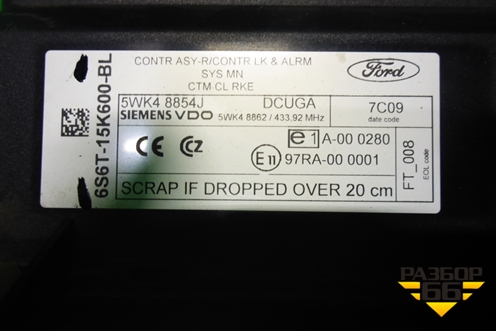 CONTR ASY-R/CONTR LK & ALRM
SYS MN
CTM CL RKE
Ford
6S6T-15K600-BL
5WK4 8854J
DCUGA
7C09
SIEMENS VDO
5WK4 8862 / 433,92 MHz
date code
CE
CZ
e1
A-00 0280
E11
97RA-00 0001
FT_008
EOL code
SCRAP IF DROPPED OVER 20 cm
РАЗБОР
66